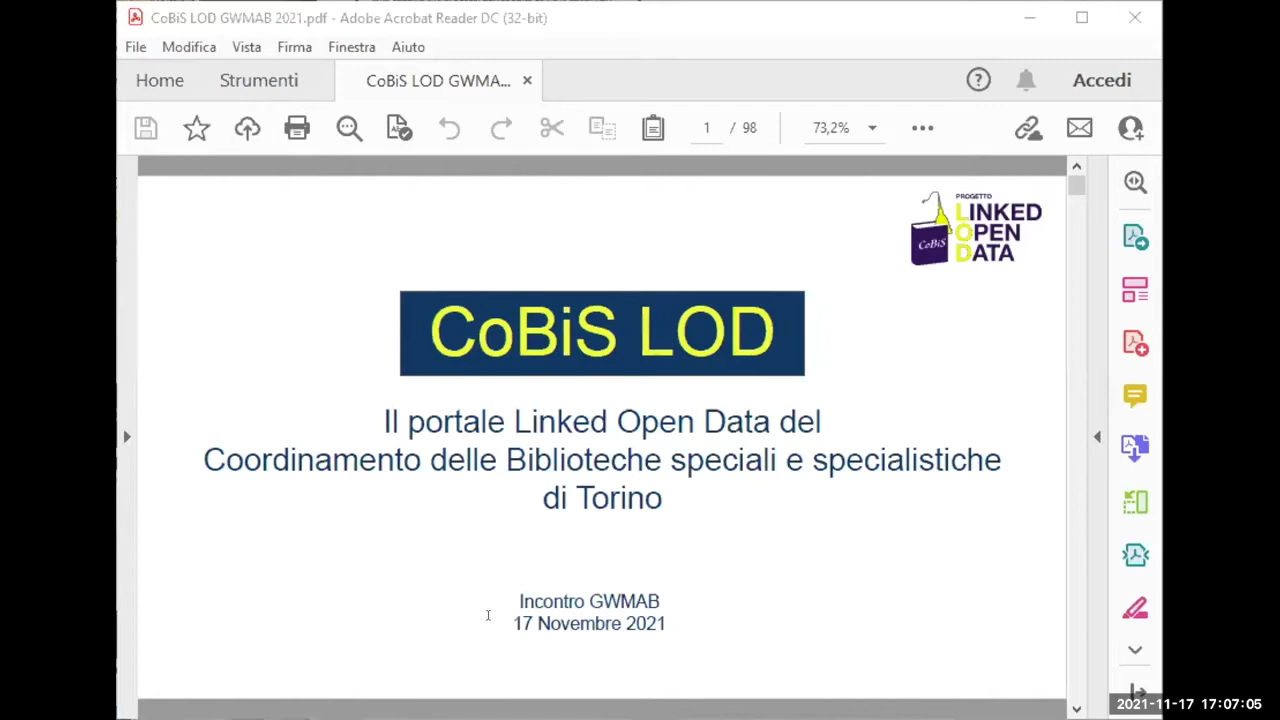 CoBiS LOD GWMAB 2021.pdf - Adobe Acrobat Reader DC (32-bit)
File Modifica Vista Firma Finestra Aiuto
Home Strumenti CoBiS LOD GWMA... × Accedi
1 / 98 73,2%
PROGETTO
LINKED
OPEN
DATA
CoBiS
CoBiS LOD
Il portale Linked Open Data del
Coordinamento delle Biblioteche speciali e specialistiche
di Torino
Incontro GWMAB
17 Novembre 2021
2021-11-17 17:07:05